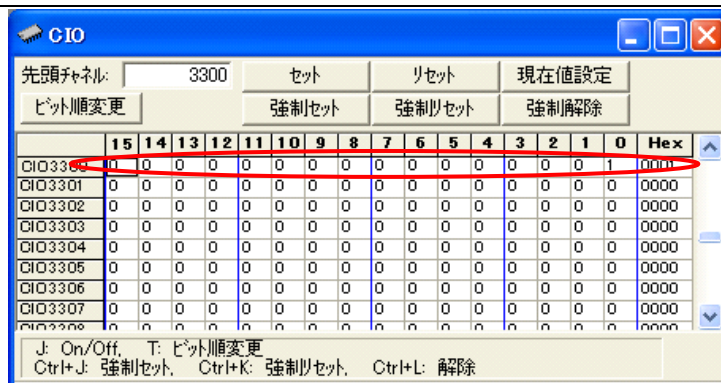 CIO
先頭チャネル: 3300 セット リセット 現在値設定
ビット順変更 強制セット 強制リセット 強制解除
15 14 13 12 11 10 9 8 7 6 5 4 3 2 1 0 Hex
CIO3300 0 0 0 0 0 0 0 0 0 0 0 0 0 0 0 1 0001
CIO3301 0 0 0 0 0 0 0 0 0 0 0 0 0 0 0 0 0000
CIO3302 0 0 0 0 0 0 0 0 0 0 0 0 0 0 0 0 0000
CIO3303 0 0 0 0 0 0 0 0 0 0 0 0 0 0 0 0 0000
CIO3304 0 0 0 0 0 0 0 0 0 0 0 0 0 0 0 0 0000
CIO3305 0 0 0 0 0 0 0 0 0 0 0 0 0 0 0 0 0000
CIO3306 0 0 0 0 0 0 0 0 0 0 0 0 0 0 0 0 0000
CIO3307 0 0 0 0 0 0 0 0 0 0 0 0 0 0 0 0 0000
J: On/Off, T: ビット順変更
Ctrl+J: 強制セット, Ctrl+K: 強制リセット, Ctrl+L: 解除